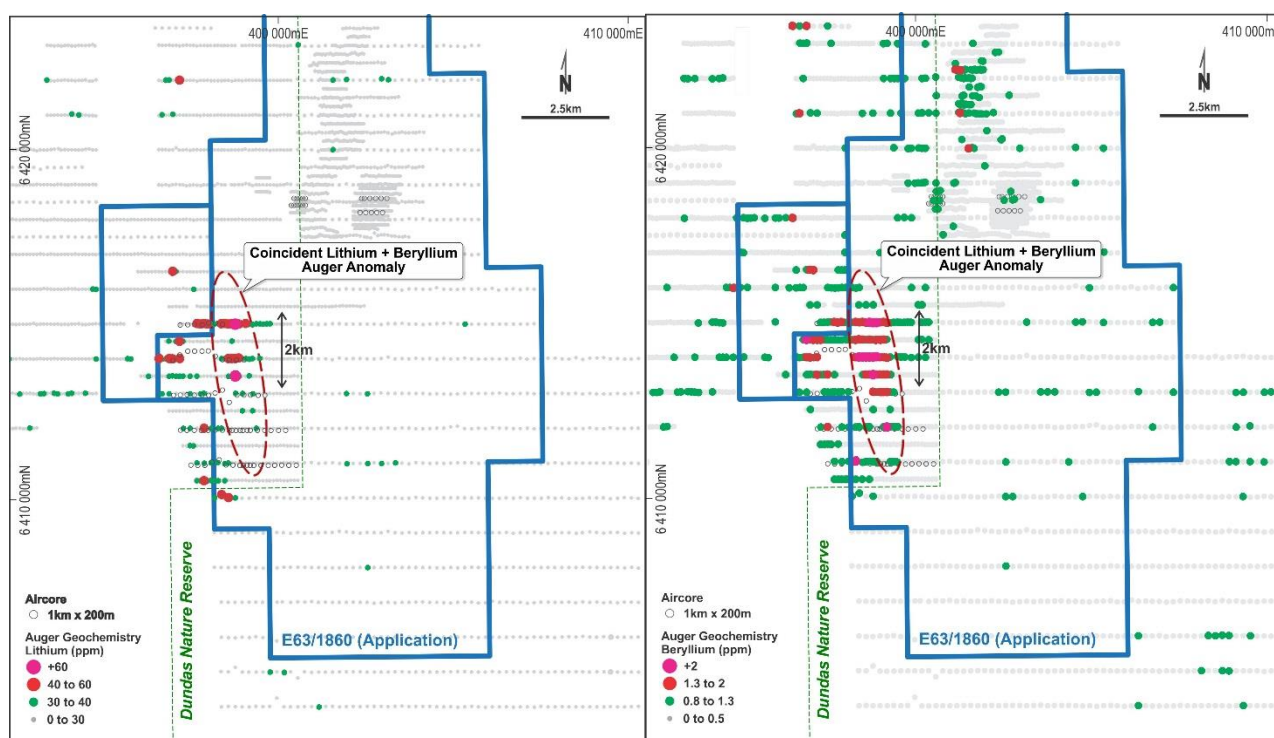 400 000mE
410 000mE
N
2.5km
6 420 000mN
Coincident Lithium + Beryllium
Auger Anomaly
2km
6 410 000mN
Dundas Nature Reserve
Aircore
1km x 200m
Auger Geochemistry
Lithium (ppm)
+60
40 to 60
30 to 40
0 to 30
E63/1860 (Application)
400 000mE
410 000mE
N
2.5km
6 420 000mN
Coincident Lithium + Beryllium
Auger Anomaly
2km
6 410 000mN
Dundas Nature Reserve
Aircore
1km x 200m
Auger Geochemistry
Beryllium (ppm)
+2
1.3 to 2
0.8 to 1.3
0 to 0.5
E63/1860 (Application)